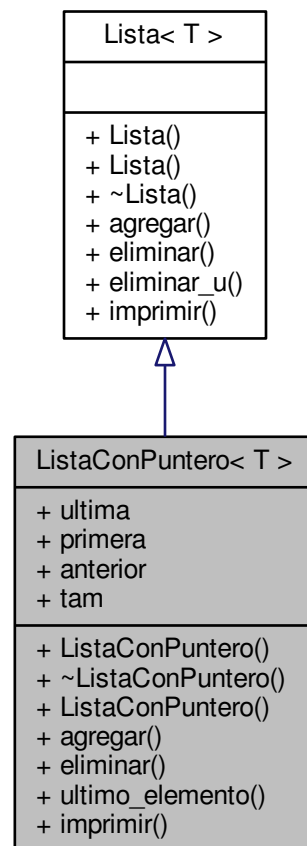 Lista< T >
+ Lista()
+ Lista()
+ ~Lista()
+ agregar()
+ eliminar()
+ eliminar_u()
+ imprimir()
ListaConPuntero< T >
+ ultima
+ primera
+ anterior
+ tam
+ ListaConPuntero()
+ ~ListaConPuntero()
+ ListaConPuntero()
+ agregar()
+ eliminar()
+ ultimo_elemento()
+ imprimir()